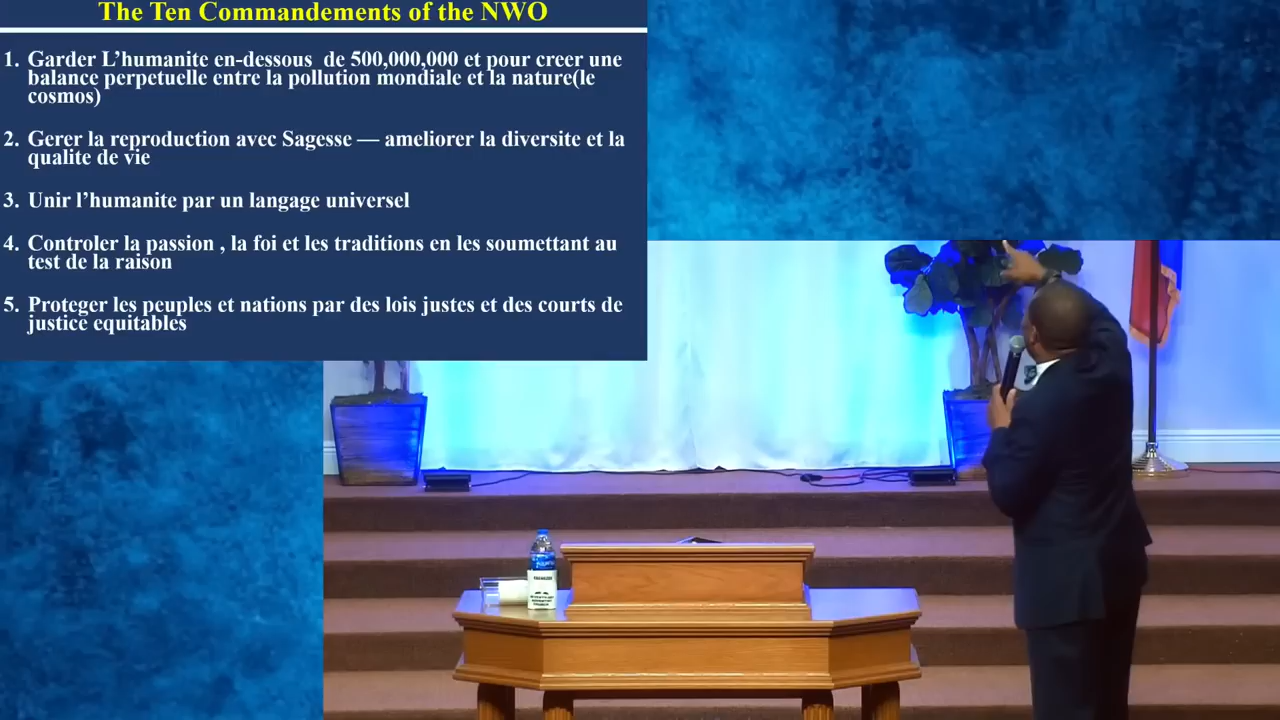 The Ten Commandements of the NWO
1. Garder L'humanite en-dessous de 500,000,000 et pour creer une
balance perpetuelle entre la pollution mondiale et la nature(le
cosmos)
2. Gerer la reproduction avec Sagesse — ameliorer la diversite et la
qualite de vie
3. Unir l'humanite par un langage universel
4. Controler la passion , la foi et les traditions en les soumettant au
test de la raison
5. Proteger les peuples et nations par des lois justes et des courts de
justice equitables